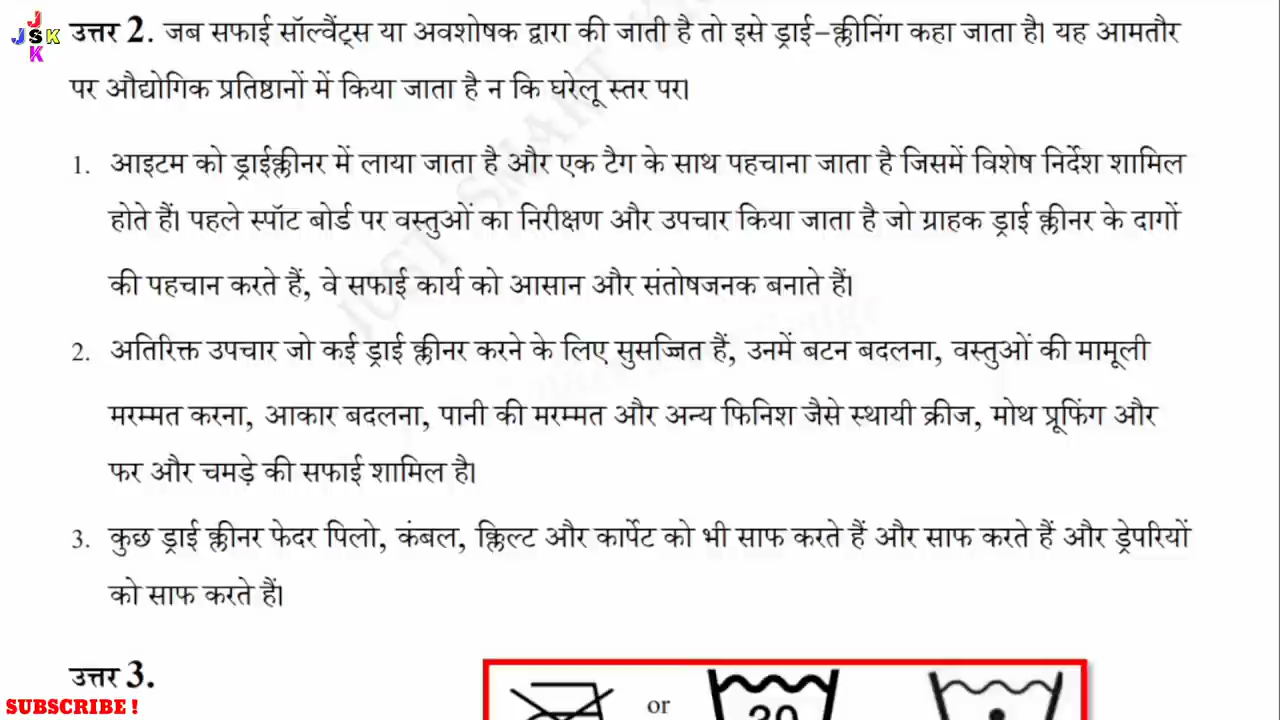 J
JSK
K
उत्तर 2. जब सफाई सॉल्वैंट्स या अवशोषक द्वारा की जाती है तो इसे ड्राई-क्लीनिंग कहा जाता है। यह आमतौर
पर औद्योगिक प्रतिष्ठानों में किया जाता है न कि घरेलू स्तर पर।
1. आइटम को ड्राईक्लीनर में लाया जाता है और एक टैग के साथ पहचाना जाता है जिसमें विशेष निर्देश शामिल
होते हैं। पहले स्पॉट बोर्ड पर वस्तुओं का निरीक्षण और उपचार किया जाता है जो ग्राहक ड्राई क्लीनर के दागों
की पहचान करते हैं, वे सफाई कार्य को आसान और संतोषजनक बनाते हैं।
2. अतिरिक्त उपचार जो कई ड्राई क्लीनर करने के लिए सुसज्जित हैं, उनमें बटन बदलना, वस्तुओं की मामूली
मरम्मत करना, आकार बदलना, पानी की मरम्मत और अन्य फिनिश जैसे स्थायी क्रीज, मोथ प्रूफिंग और
फर और चमड़े की सफाई शामिल है।
3. कुछ ड्राई क्लीनर फेदर पिलो, कंबल, क्लिल्ट और कार्पेट को भी साफ करते हैं और साफ करते हैं और ड्रेपरियों
को साफ करते हैं।
उत्तर 3.
or
30
SUBSCRIBE !
JUST SMART